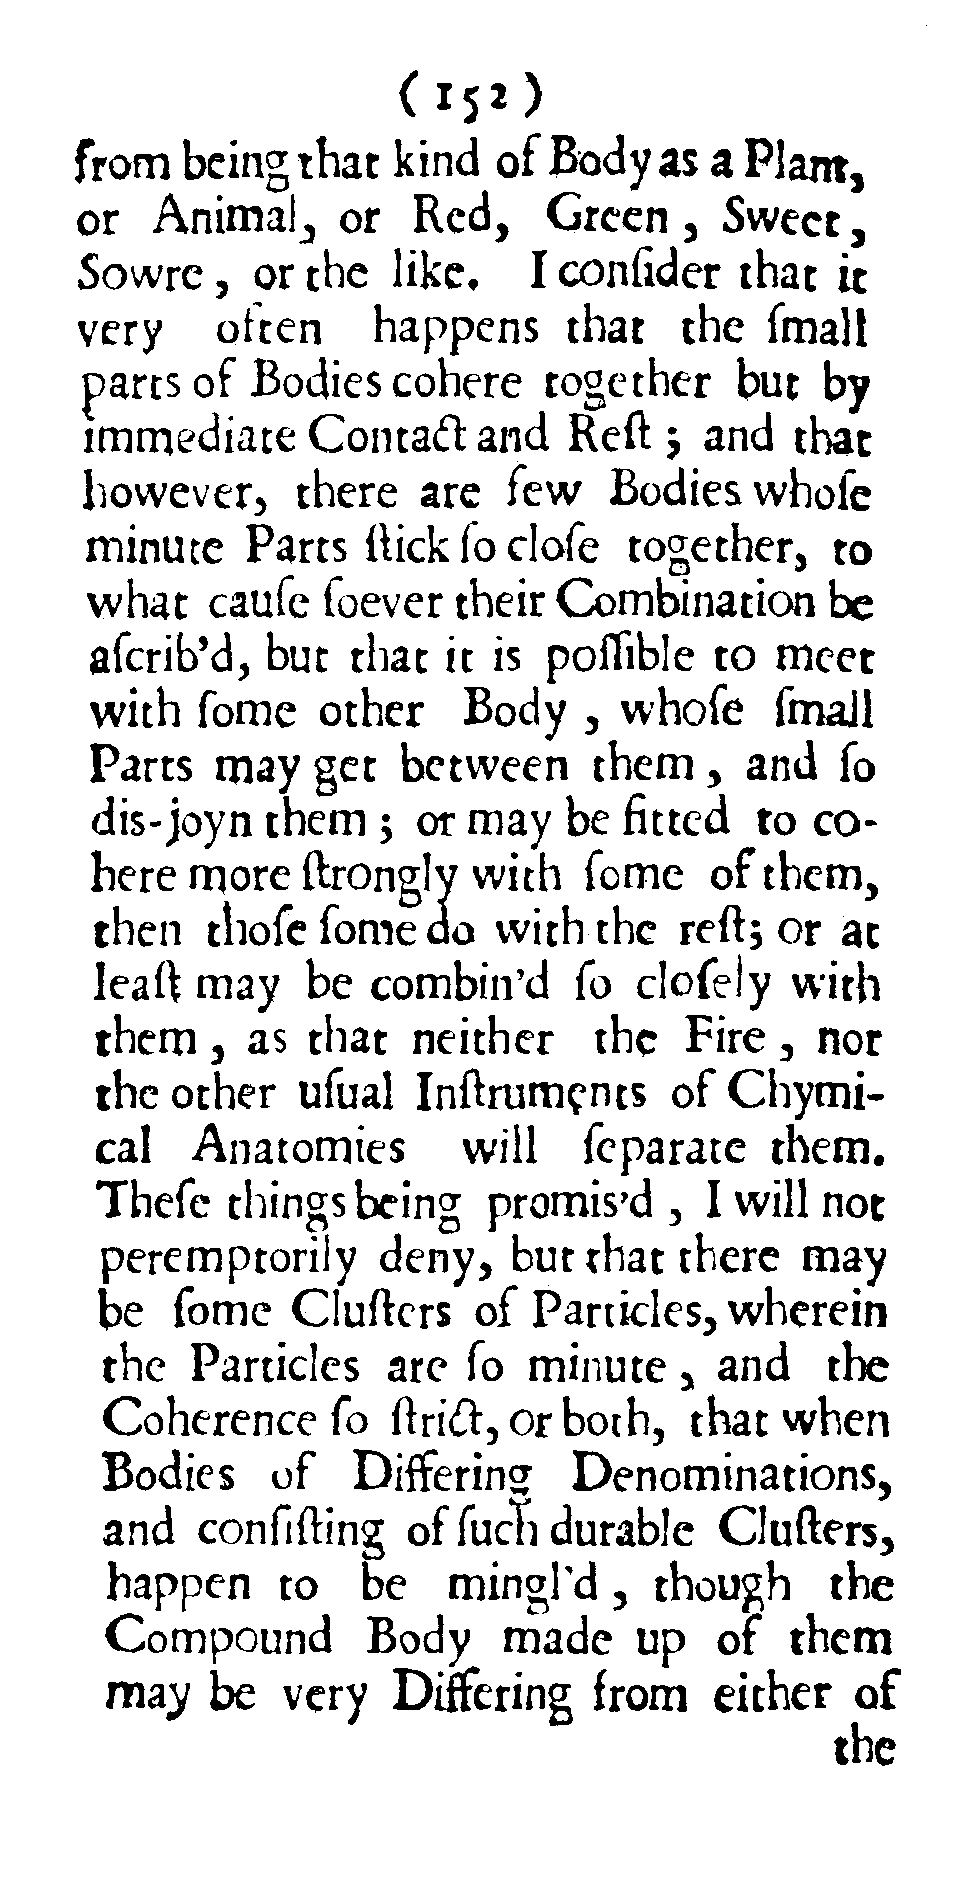 ( 152 )
from being that kind of Body as a Plant,
or Animal, or Red, Green , Sweet,
Sowre , or the like. I conſider that it
very often happens that the ſmall
parts of Bodies cohere together but by
immediate Contact and Reſt ; and that
however, there are few Bodies whoſe
minute Parts ſtick ſo cloſe together, to
what cauſe ſoever their Combination be
aſcrib'd, but that it is poſſible to meet
with ſome other Body , whoſe ſmall
Parts may get between them , and ſo
dis-joyn them ; or may be fitted to co-
here more ſtrongly with ſome of them,
then thoſe ſome do with the reſt; or at
leaſt may be combin'd ſo cloſely with
them , as that neither the Fire , nor
the other uſual Inſtruments of Chymi-
cal Anatomies will ſeparate them.
Theſe things being promis'd , I will not
peremptorily deny, but that there may
be ſome Cluſters of Particles, wherein
the Particles are ſo minute , and the
Coherence ſo ſtrict, or both, that when
Bodies of Differing Denominations,
and conſiſting of ſuch durable Cluſters,
happen to be mingl'd , though the
Compound Body made up of them
may be very Differing from either of
the